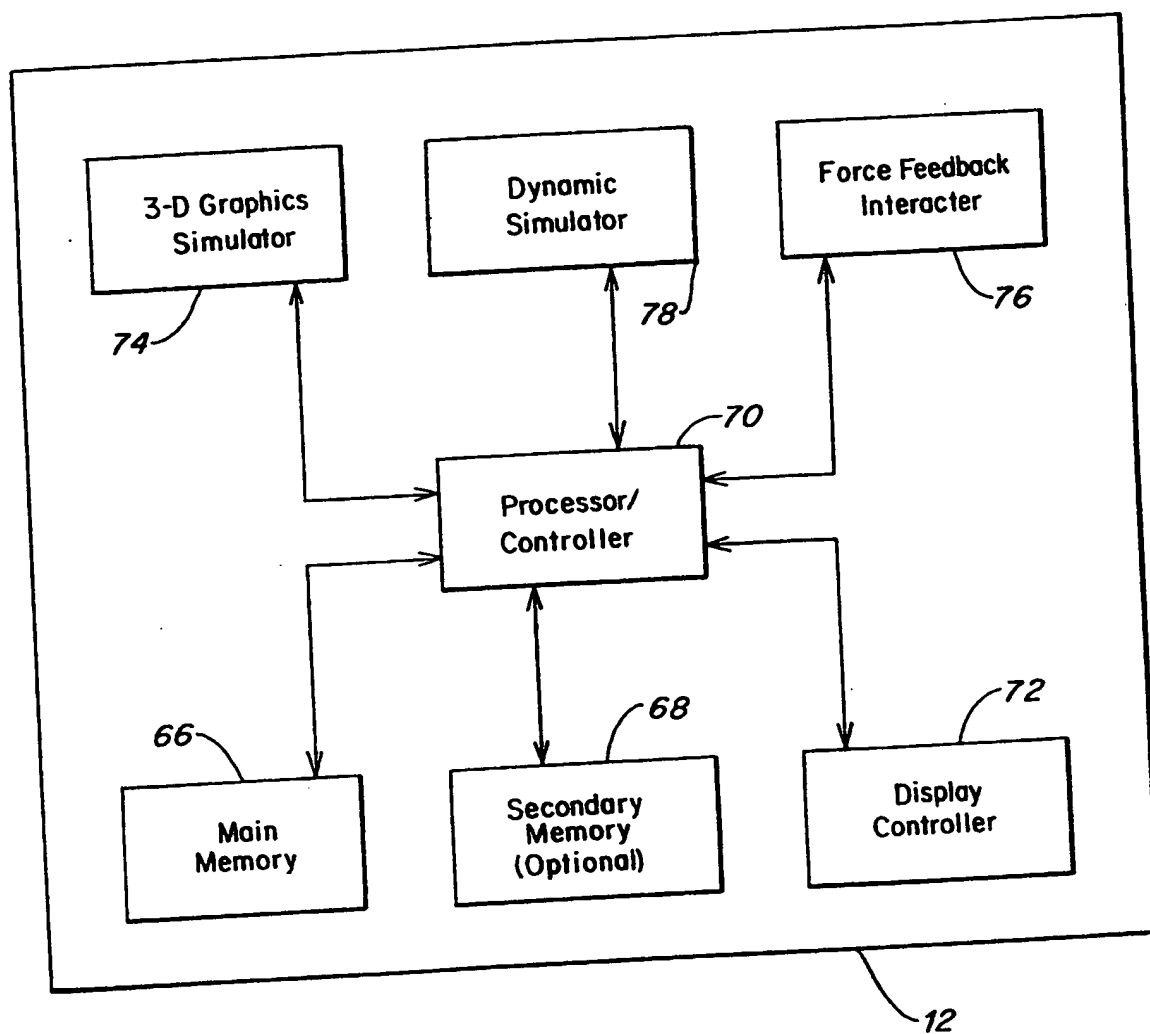 3-D Graphics
Simulator
74
Dynamic
Simulator
78
Force Feedback
Interacter
76
70
Processor/
Controller
66
Main
Memory
68
Secondary
Memory
(Optional)
72
Display
Controller
12